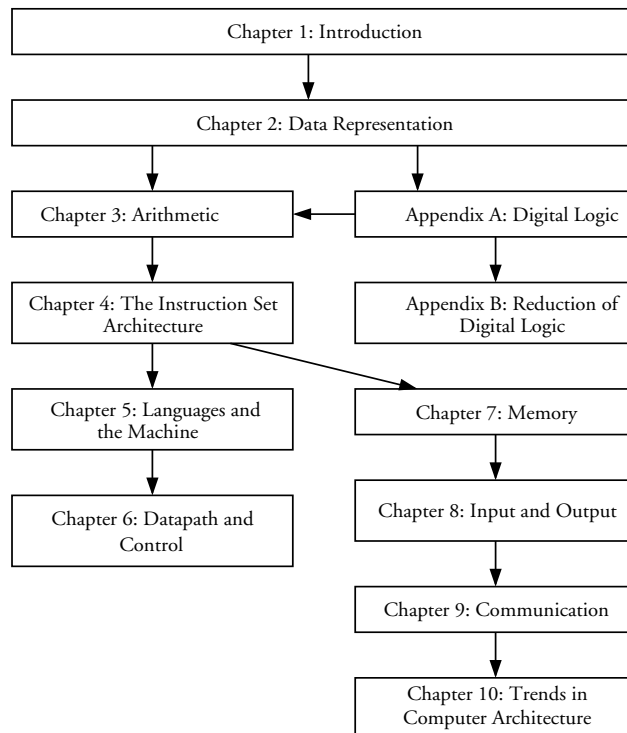 Chapter 1: Introduction
Chapter 2: Data Representation
Chapter 3: Arithmetic
Appendix A: Digital Logic
Chapter 4: The Instruction Set
Architecture
Appendix B: Reduction of
Digital Logic
Chapter 5: Languages and
the Machine
Chapter 7: Memory
Chapter 6: Datapath and
Control
Chapter 8: Input and Output
Chapter 9: Communication
Chapter 10: Trends in
Computer Architecture